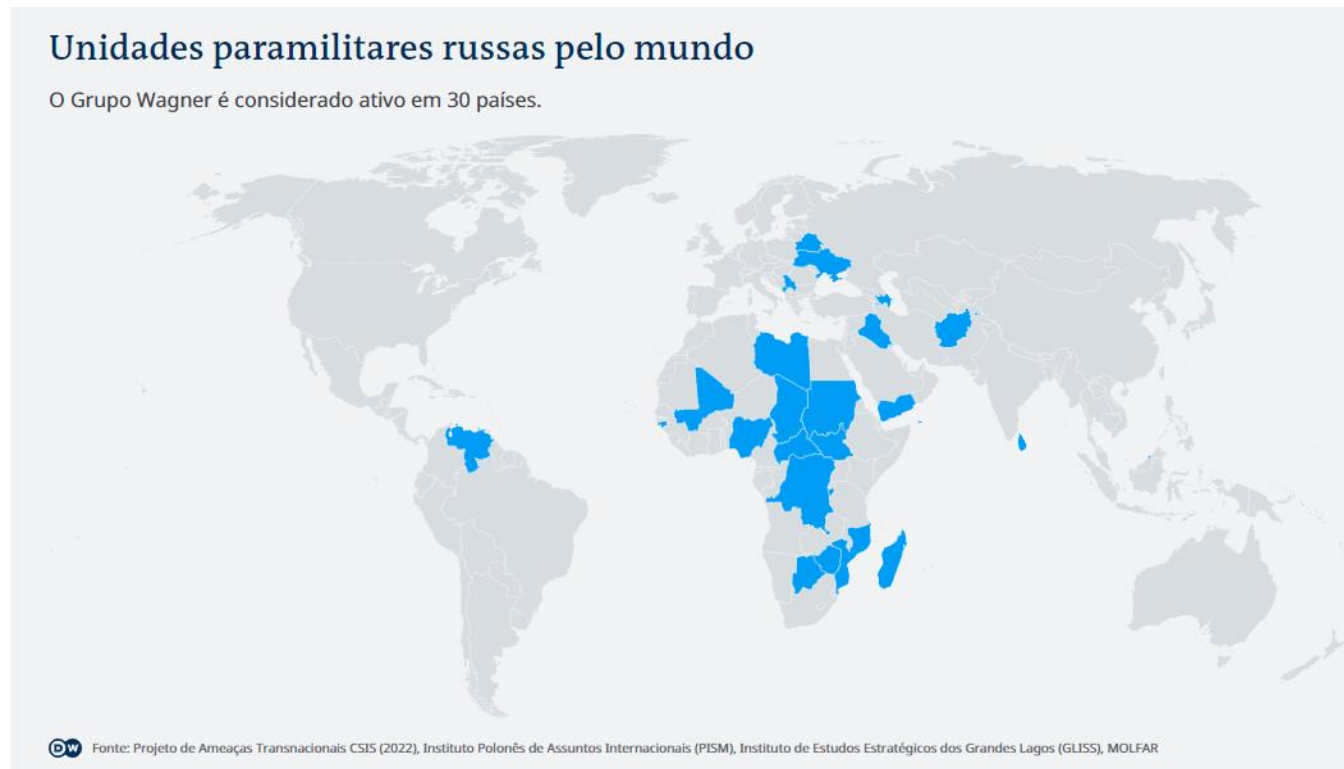 Unidades paramilitares russas pelo mundo
O Grupo Wagner é considerado ativo em 30 países.
DW Fonte: Projeto de Ameaças Transnacionais CSIS (2022), Instituto Polonês de Assuntos Internacionais (PISM), Instituto de Estudos Estratégicos dos Grandes Lagos (GLISS), MOLFAR